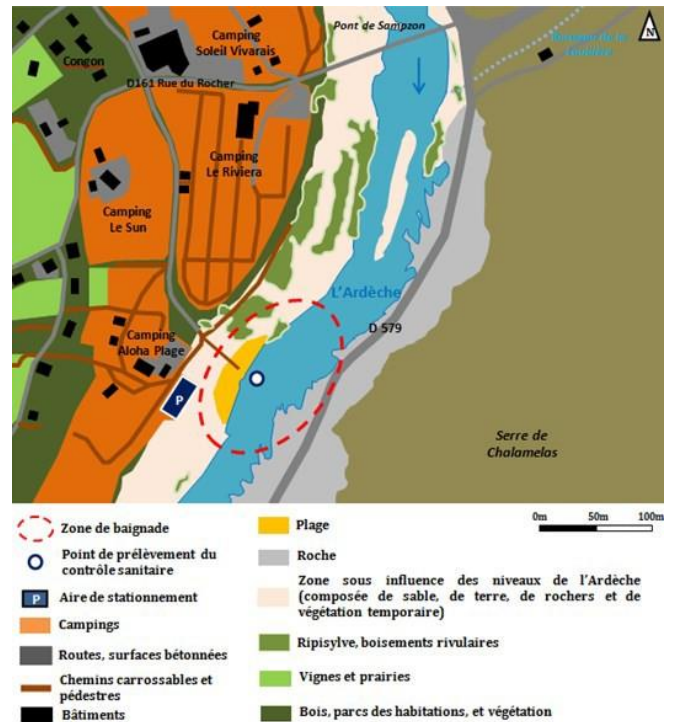 Pont de Sampzon
N
Camping
Soleil Vivarais
Congon
D161 Rue du Rocher
Camping
Le Riviera
Camping
Le Sun
L'Ardèche
D 579
Camping
Aloha Plage
P
Serre de
Chalamelas
Zone de baignade
Point de prélèvement du
contrôle sanitaire
P Aire de stationnement
Campings
Routes, surfaces bétonnées
Chemins carrossables et
pédestres
Bâtiments
Plage
0m 50m 100m
Roche
Zone sous influence des niveaux de l'Ardèche
(composée de sable, de terre, de rochers et de
végétation temporaire)
Ripisylve, boisements rivulaires
Vignes et prairies
Bois, parcs des habitations, et végétation